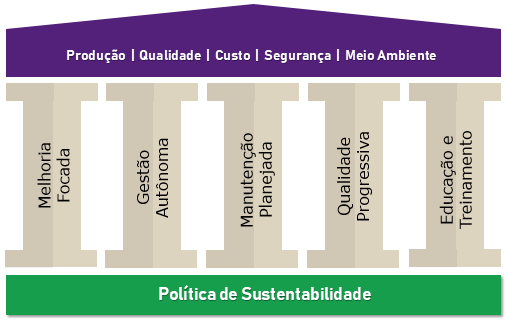 Produção | Qualidade | Custo | Segurança | Meio Ambiente
Melhoria
Focada
Gestão
Autônoma
Manutenção
Planejada
Qualidade
Progressiva
Educação e
Treinamento
Política de Sustentabilidade